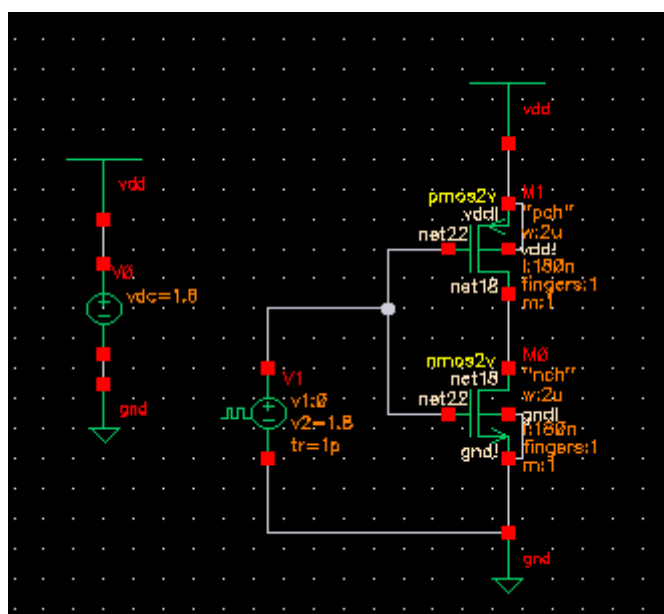 vdd
vdd
pmos2v
M1
vdd!
"pch"
w:2u
net22
vdd!
l:180n
net18
fingers:1
m:1
V0
vdc=1.8
nmos2v
M0
net18
"nch"
w:2u
net22
gnd!
l:180n
gnd!
fingers:1
m:1
V1
v1:0
v2=1.8
tr=1p
gnd
gnd